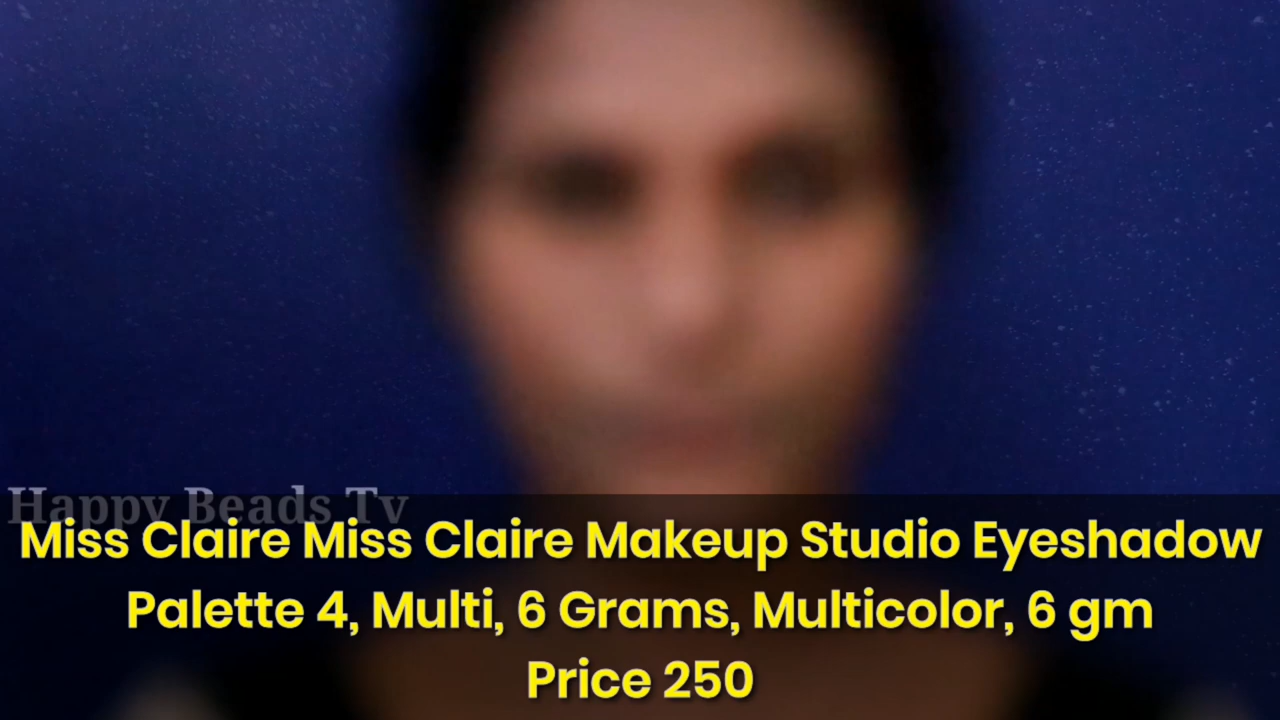 Happy Beads Tv
Miss Claire Miss Claire Makeup Studio Eyeshadow
Palette 4, Multi, 6 Grams, Multicolor, 6 gm
Price 250